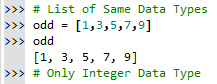 >>> # List of Same Data Types
>>> odd = [1,3,5,7,9]
>>> odd
[1, 3, 5, 7, 9]
>>> # Only Integer Data Type